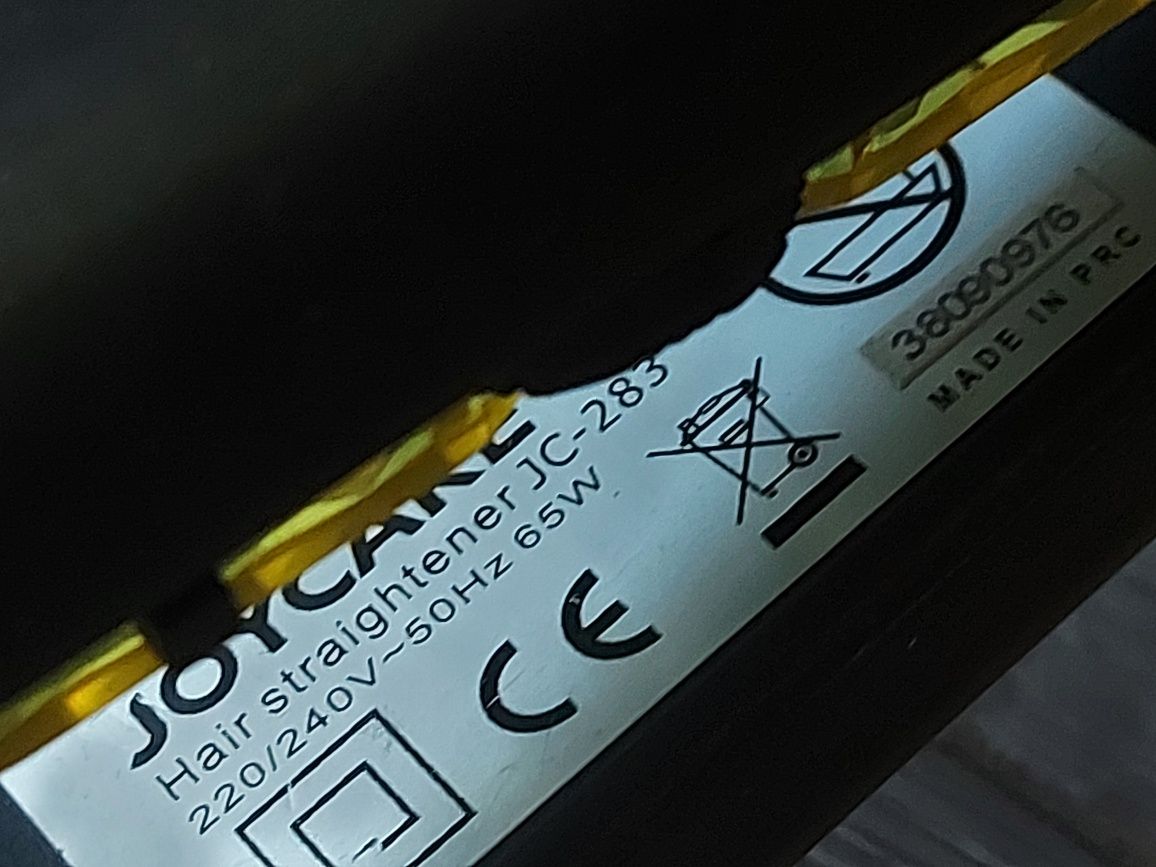 JOYCARE
Hair straightener JC-283
220/240V~50Hz 65W
CE
38090976
MADE IN PRC